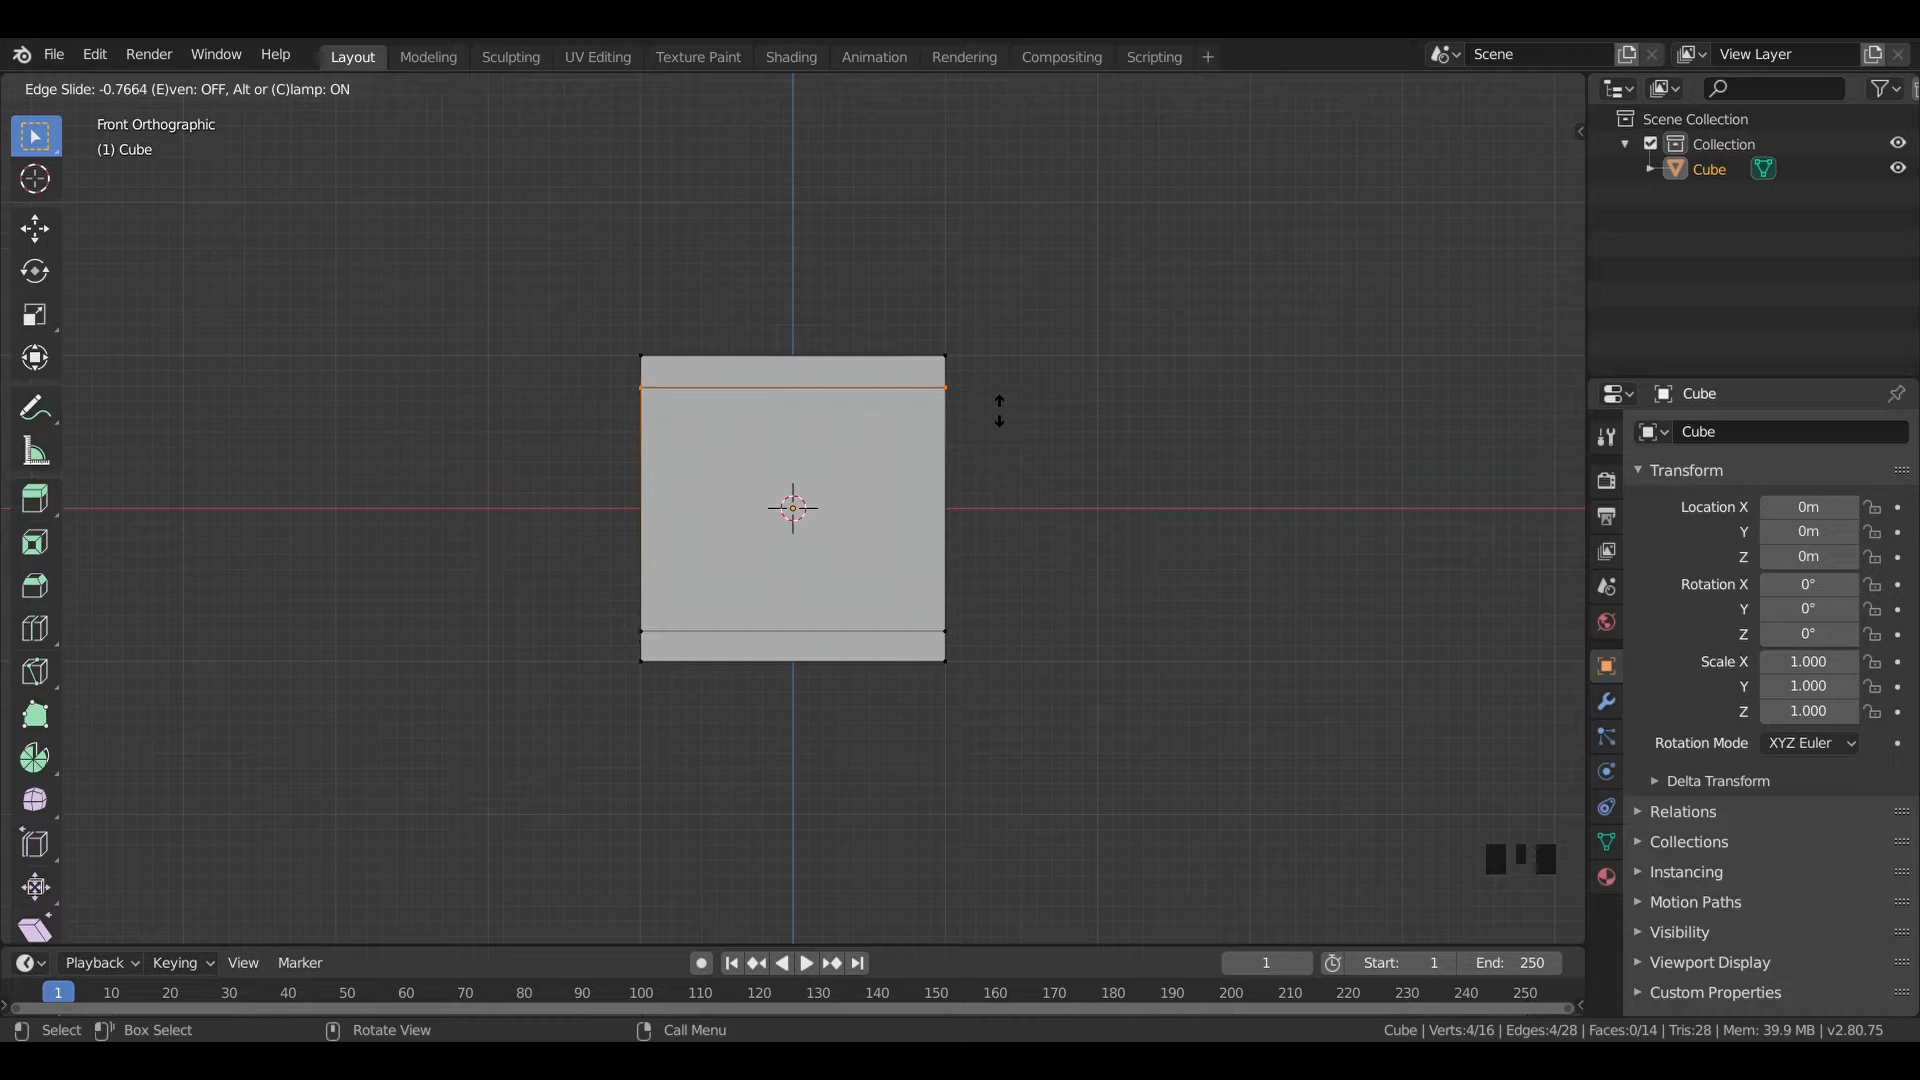 File Edit Render Window Help Layout Modeling Sculpting UV Editing Texture Paint Shading Animation Rendering Compositing Scripting + Scene View Layer
Edge Slide: -0.7664 (E)ven: OFF, Alt or (C)lamp: ON
Front Orthographic
(1) Cube
Scene Collection
Collection
Cube
Cube
Cube
Transform
Location X 0m
Y 0m
Z 0m
Rotation X 0°
Y 0°
Z 0°
Scale X 1.000
Y 1.000
Z 1.000
Rotation Mode XYZ Euler
Delta Transform
Relations
Collections
Instancing
Motion Paths
Visibility
Viewport Display
Custom Properties
Playback Keying View Marker 1 Start: 1 End: 250
1 10 20 30 40 50 60 70 80 90 100 110 120 130 140 150 160 170 180 190 200 210 220 230 240 250
Select Box Select Rotate View Call Menu Cube | Verts:4/16 | Edges:4/28 | Faces:0/14 | Tris:28 | Mem: 39.9 MB | v2.80.75